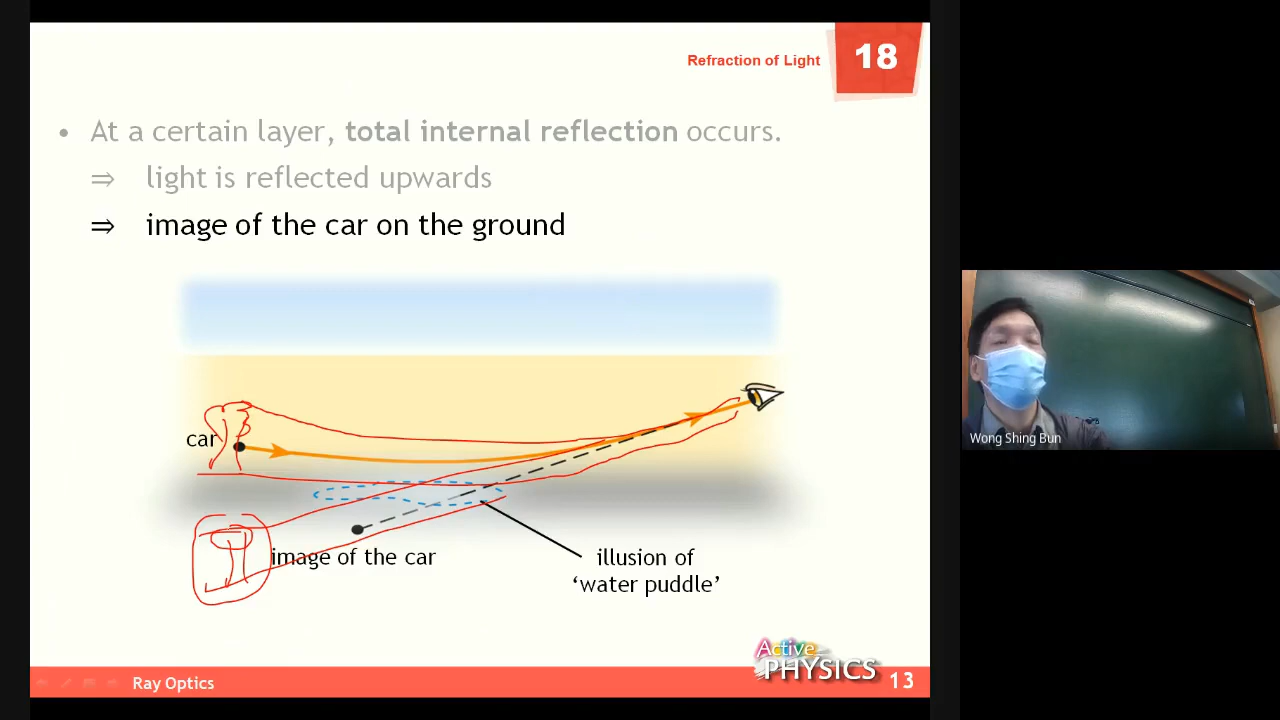 Refraction of Light
18
• At a certain layer, total internal reflection occurs.
⇒ light is reflected upwards
⇒ image of the car on the ground
car
image of the car
illusion of
‘water puddle’
Active
PHYSICS
Ray Optics
13
Wong Shing Bun